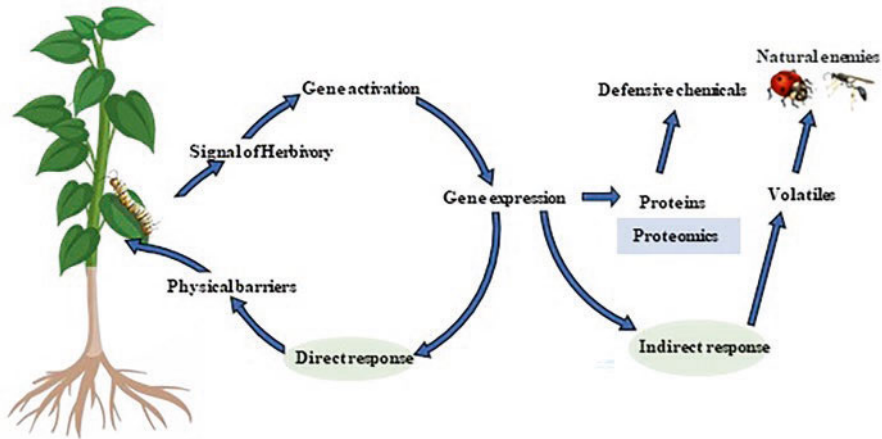 Natural enemies
Gene activation
Defensive chemicals
Signal of Herbivory
Gene expression
Proteins
Volatiles
Proteomics
Physical barriers
Direct response
Indirect response